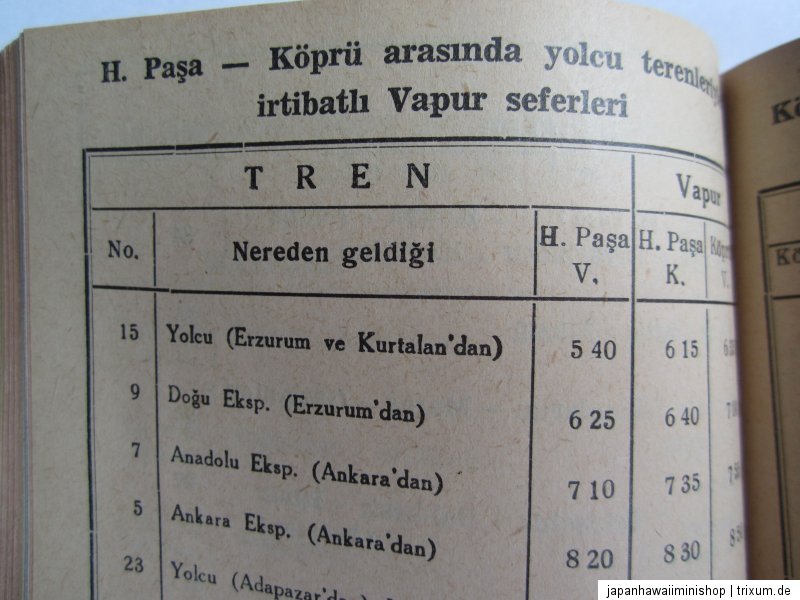 H. Paşa — Köprü arasında yolcu
irtibatlı Vapur seferleri
T R E N
Vapur
No.
Nereden geldiği
H. Paşa
V.
H. Paşa
K.
15 Yolcu (Erzurum ve Kurtalan'dan) 5 40 6 15
9 Doğu Eksp. (Erzurum'dan) 6 25 6 40
7 Anadolu Eksp. (Ankara'dan) 7 10 7 35
5 Ankara Eksp. (Ankara'dan) 8 20 8 30
23 Yolcu
japanhawaiiminishop | trixum.de